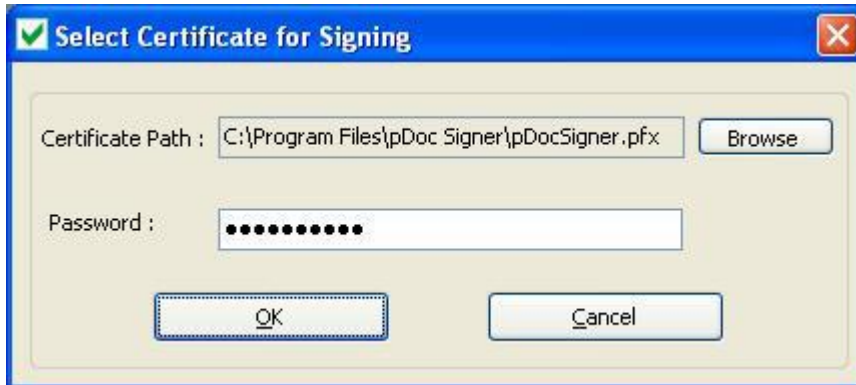 Select Certificate for Signing
Certificate Path : C:\Program Files\pDoc Signer\pDocSigner.pfx Browse
Password : ●●●●●●●●●●
OK Cancel